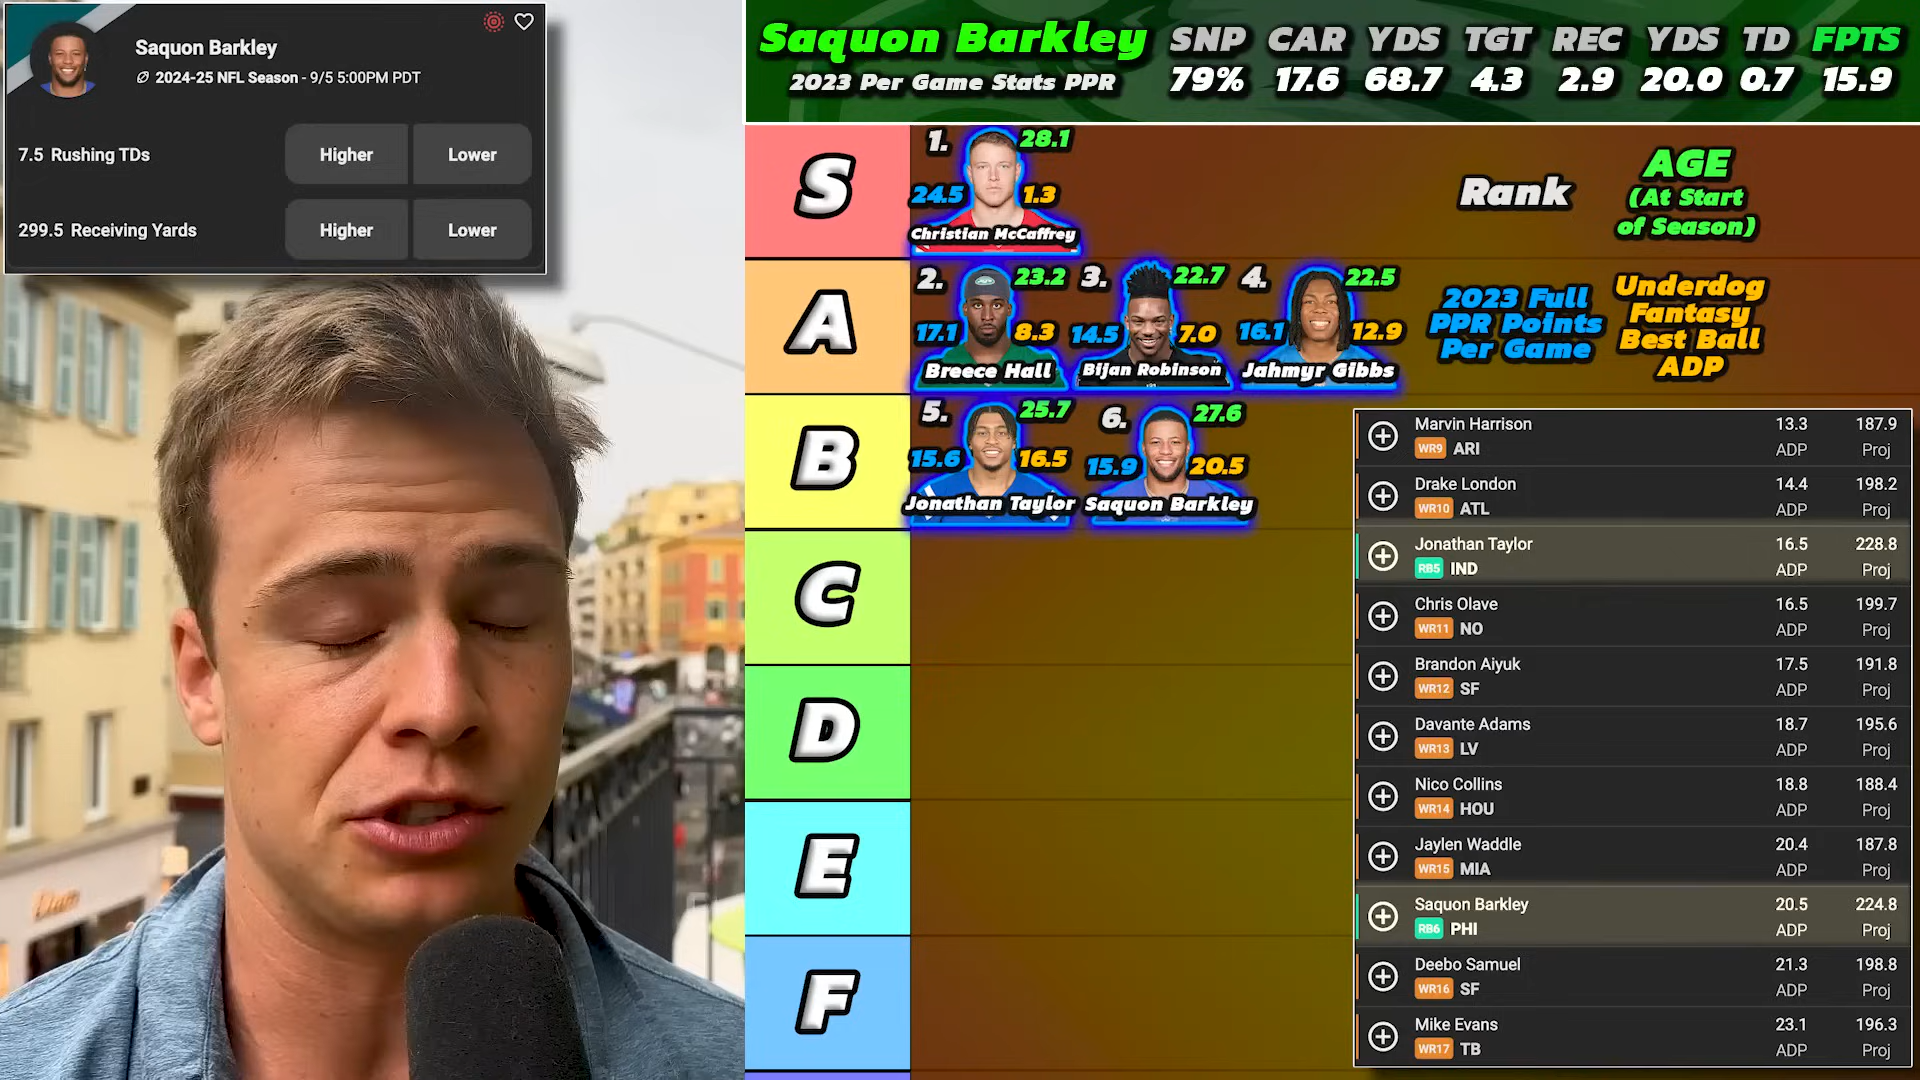 Saquon Barkley
2024-25 NFL Season - 9/5 5:00PM PDT
7.5 Rushing TDs
Higher
Lower
299.5 Receiving Yards
Higher
Lower
Saquon Barkley
2023 Per Game Stats PPR
SNP CAR YDS TGT REC YDS TD FPTS
79% 17.6 68.7 4.3 2.9 20.0 0.7 15.9
S
1. 28.1
24.5 1.3
Christian McCaffrey
Rank
AGE
(At Start
of Season)
A
2. 23.2
17.1 8.3
Breece Hall
3. 22.7
14.5 7.0
Bijan Robinson
4. 22.5
16.1 12.9
Jahmyr Gibbs
2023 Full
PPR Points
Per Game
Underdog
Fantasy
Best Ball
ADP
B
5. 25.7
15.6 16.5
Jonathan Taylor
6. 27.6
15.9 20.5
Saquon Barkley
C
D
E
F
Marvin Harrison 13.3 187.9
WR9 ARI ADP Proj
Drake London 14.4 198.2
WR10 ATL ADP Proj
Jonathan Taylor 16.5 228.8
RB5 IND ADP Proj
Chris Olave 16.5 199.7
WR11 NO ADP Proj
Brandon Aiyuk 17.5 191.8
WR12 SF ADP Proj
Davante Adams 18.7 195.6
WR13 LV ADP Proj
Nico Collins 18.8 188.4
WR14 HOU ADP Proj
Jaylen Waddle 20.4 187.8
WR15 MIA ADP Proj
Saquon Barkley 20.5 224.8
RB6 PHI ADP Proj
Deebo Samuel 21.3 198.8
WR16 SF ADP Proj
Mike Evans 23.1 196.3
WR17 TB ADP Proj